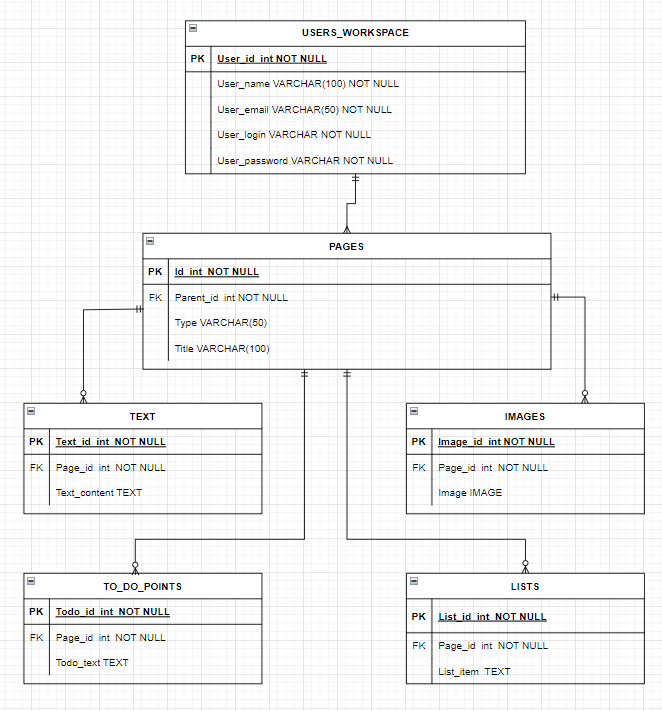 USERS_WORKSPACE
PK User_id int NOT NULL
User_name VARCHAR(100) NOT NULL
User_email VARCHAR(50) NOT NULL
User_login VARCHAR NOT NULL
User_password VARCHAR NOT NULL
PAGES
PK Id int NOT NULL
FK Parent_id int NOT NULL
Type VARCHAR(50)
Title VARCHAR(100)
TEXT
PK Text_id int NOT NULL
FK Page_id int NOT NULL
Text_content TEXT
IMAGES
PK Image_id int NOT NULL
FK Page_id int NOT NULL
Image IMAGE
TO_DO_POINTS
PK Todo_id int NOT NULL
FK Page_id int NOT NULL
Todo_text TEXT
LISTS
PK List_id int NOT NULL
FK Page_id int NOT NULL
List_item TEXT